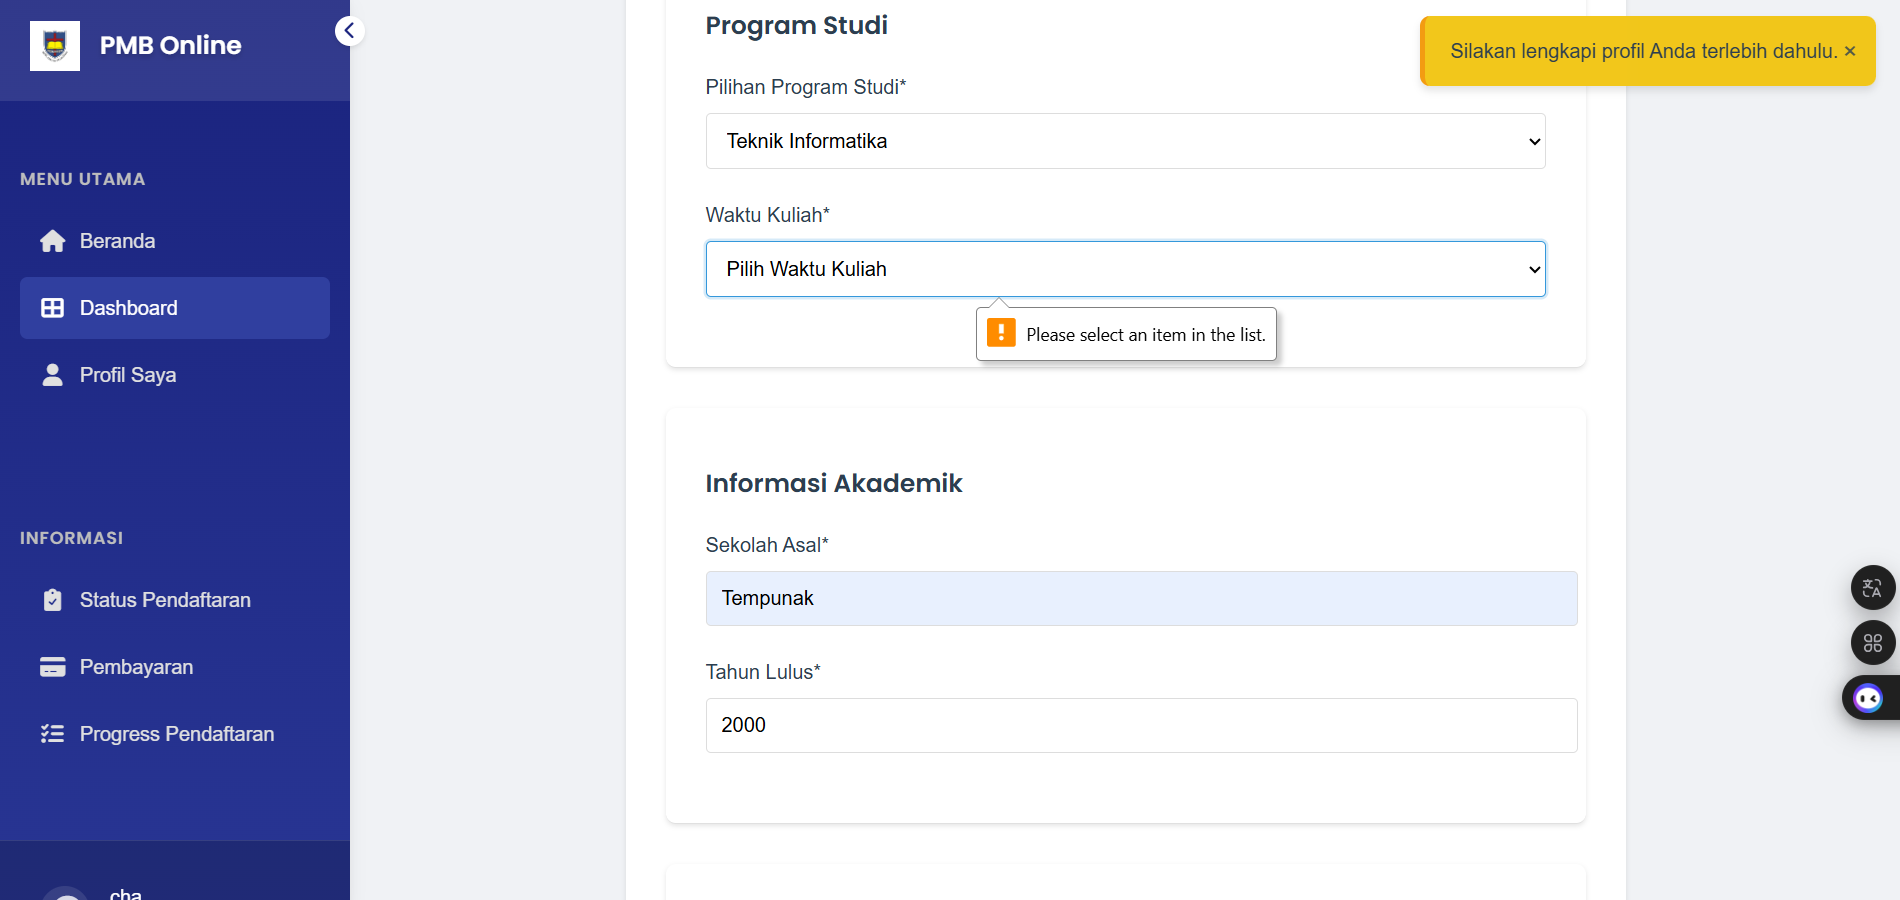 PMB Online
MENU UTAMA
Beranda
Dashboard
Profil Saya
INFORMASI
Status Pendaftaran
Pembayaran
Progress Pendaftaran
cha
Program Studi
Pilihan Program Studi*
Teknik Informatika
Waktu Kuliah*
Pilih Waktu Kuliah
Please select an item in the list.
Informasi Akademik
Sekolah Asal*
Tempunak
Tahun Lulus*
2000
Silakan lengkapi profil Anda terlebih dahulu. ×